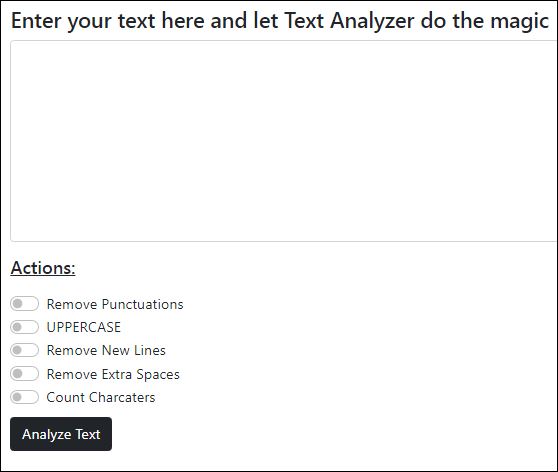 Enter your text here and let Text Analyzer do the magic
Actions:
Remove Punctuations
UPPERCASE
Remove New Lines
Remove Extra Spaces
Count Charcaters
Analyze Text